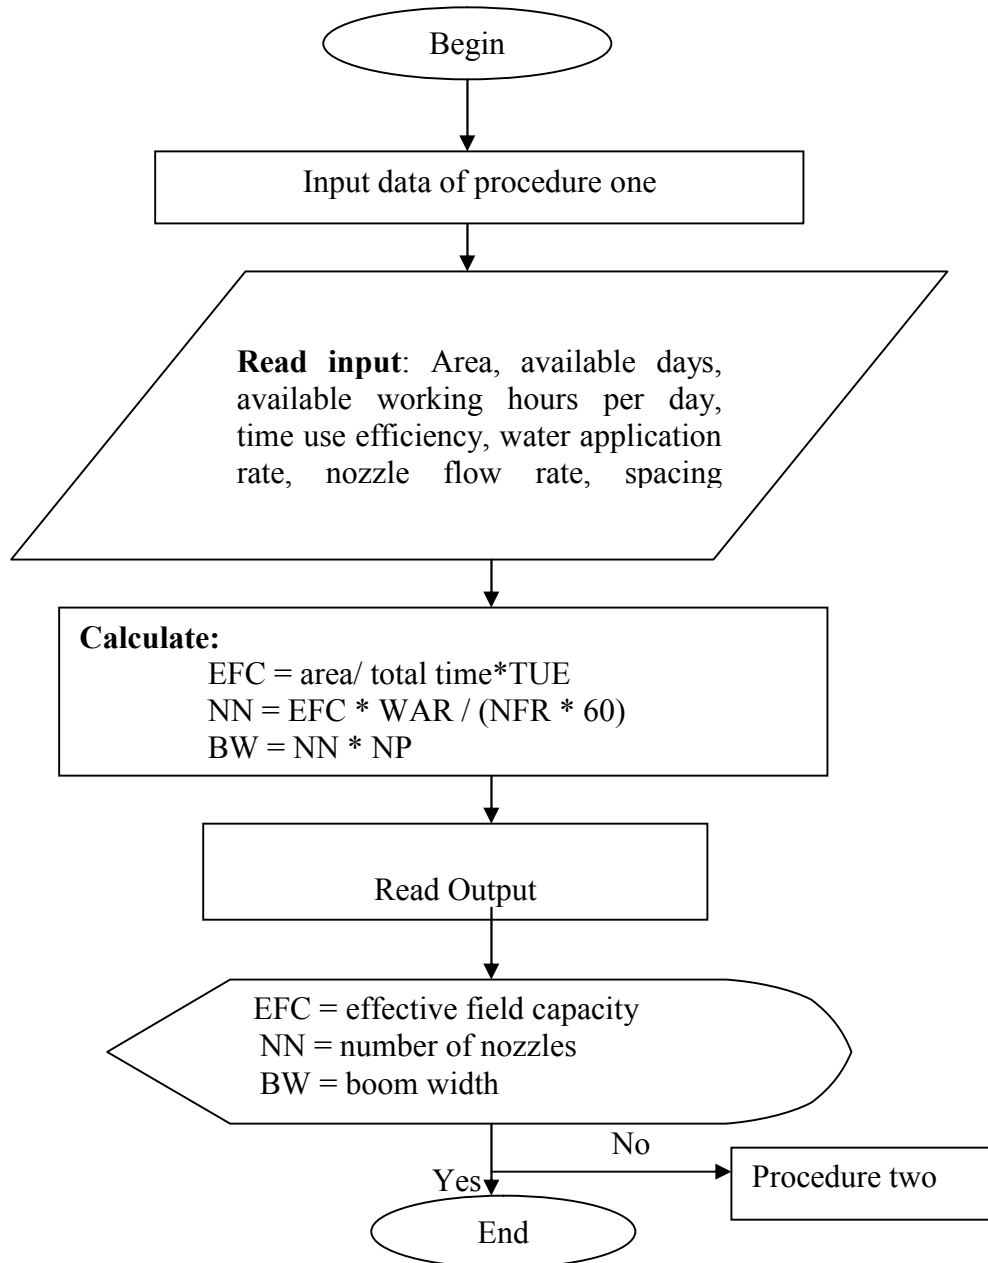 Begin
Input data of procedure one
Read input: Area, available days,
available working hours per day,
time use efficiency, water application
rate, nozzle flow rate, spacing
Calculate:
EFC = area/ total time*TUE
NN = EFC * WAR / (NFR * 60)
BW = NN * NP
Read Output
EFC = effective field capacity
NN = number of nozzles
BW = boom width
No
Yes
Procedure two
End